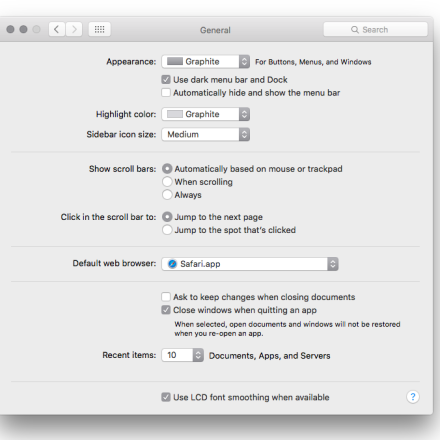 General
Search
Appearance: Graphite For Buttons, Menus, and Windows
Use dark menu bar and Dock
Automatically hide and show the menu bar
Highlight color: Graphite
Sidebar icon size: Medium
Show scroll bars: Automatically based on mouse or trackpad
When scrolling
Always
Click in the scroll bar to: Jump to the next page
Jump to the spot that's clicked
Default web browser: Safari.app
Ask to keep changes when closing documents
Close windows when quitting an app
When selected, open documents and windows will not be restored
when you re-open an app.
Recent items: 10 Documents, Apps, and Servers
Use LCD font smoothing when available
?